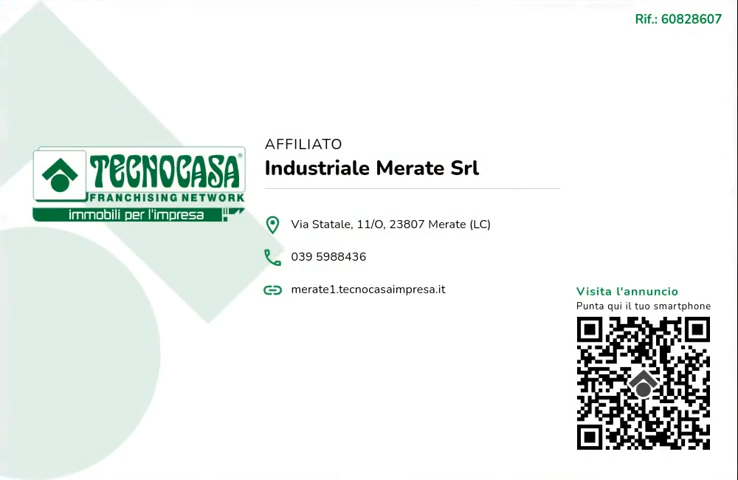 Rif.: 60828607
TECNOCASA®
FRANCHISING NETWORK
immobili per l'impresa
AFFILIATO
Industriale Merate Srl
Via Statale, 11/O, 23807 Merate (LC)
039 5988436
merate1.tecnocasaimpresa.it
Visita l'annuncio
Punta qui il tuo smartphone